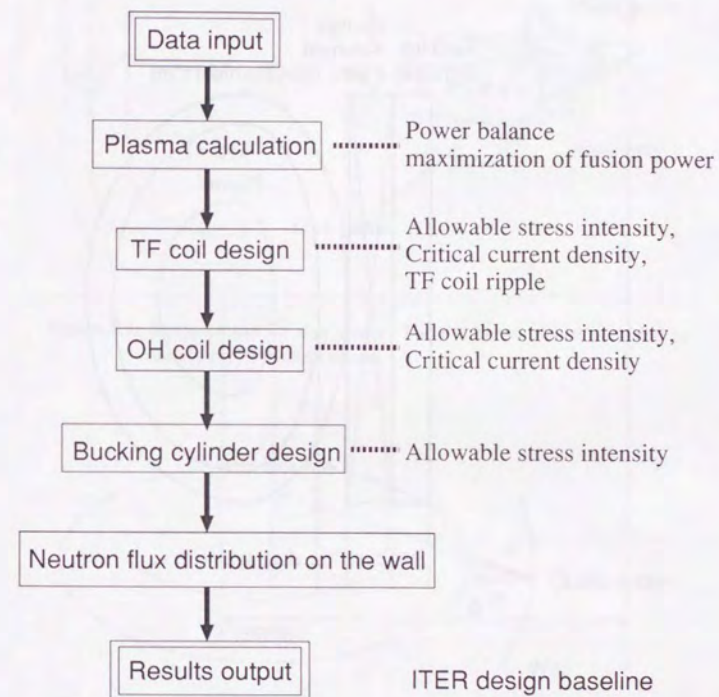 Data input
Plasma calculation
Power balance
maximization of fusion power
TF coil design
Allowable stress intensity,
Critical current density,
TF coil ripple
OH coil design
Allowable stress intensity,
Critical current density
Bucking cylinder design
Allowable stress intensity
Neutron flux distribution on the wall
Results output
ITER design baseline